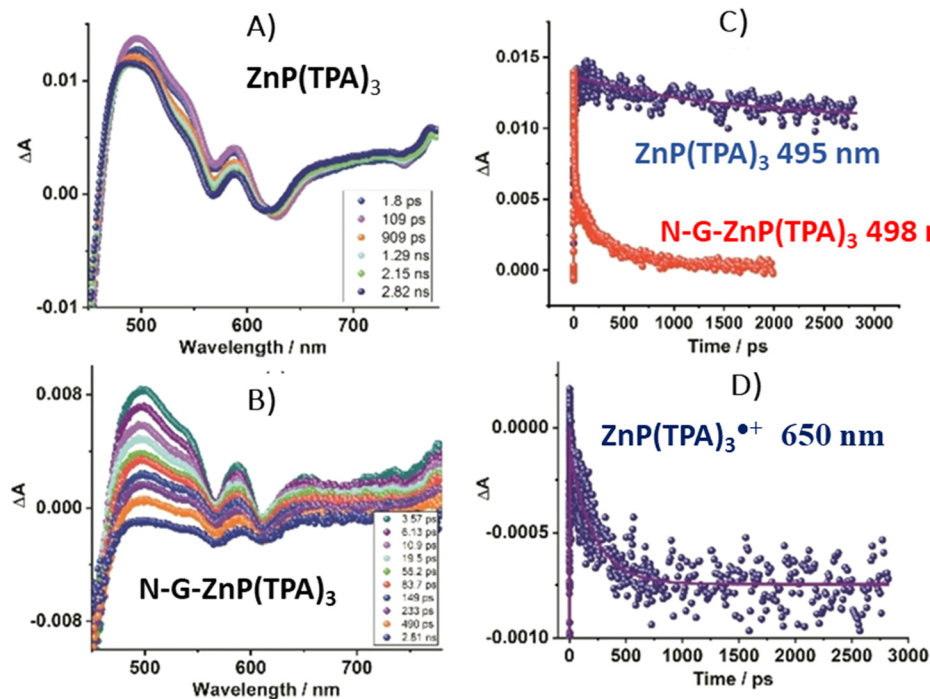 A)
ZnP(TPA)3
0.01
0.00
-0.01
ΔA
1.8 ps
109 ps
909 ps
1.29 ns
2.15 ns
2.82 ns
500 600 700
Wavelength / nm
B)
0.008
0.000
-0.008
ΔA
3.57 ps
6.13 ps
10.9 ps
19.5 ps
55.2 ps
83.7 ps
149 ps
233 ps
490 ps
2.51 ns
N-G-ZnP(TPA)3
500 600 700
Wavelength / nm
C)
0.015
0.010
0.005
0.000
ΔA
ZnP(TPA)3 495 nm
N-G-ZnP(TPA)3 498
0 500 1000 1500 2000 2500 3000
Time / ps
D)
ZnP(TPA)3•+ 650 nm
0.0000
-0.0005
-0.0010
ΔA
0 500 1000 1500 2000 2500 3000
Time / ps